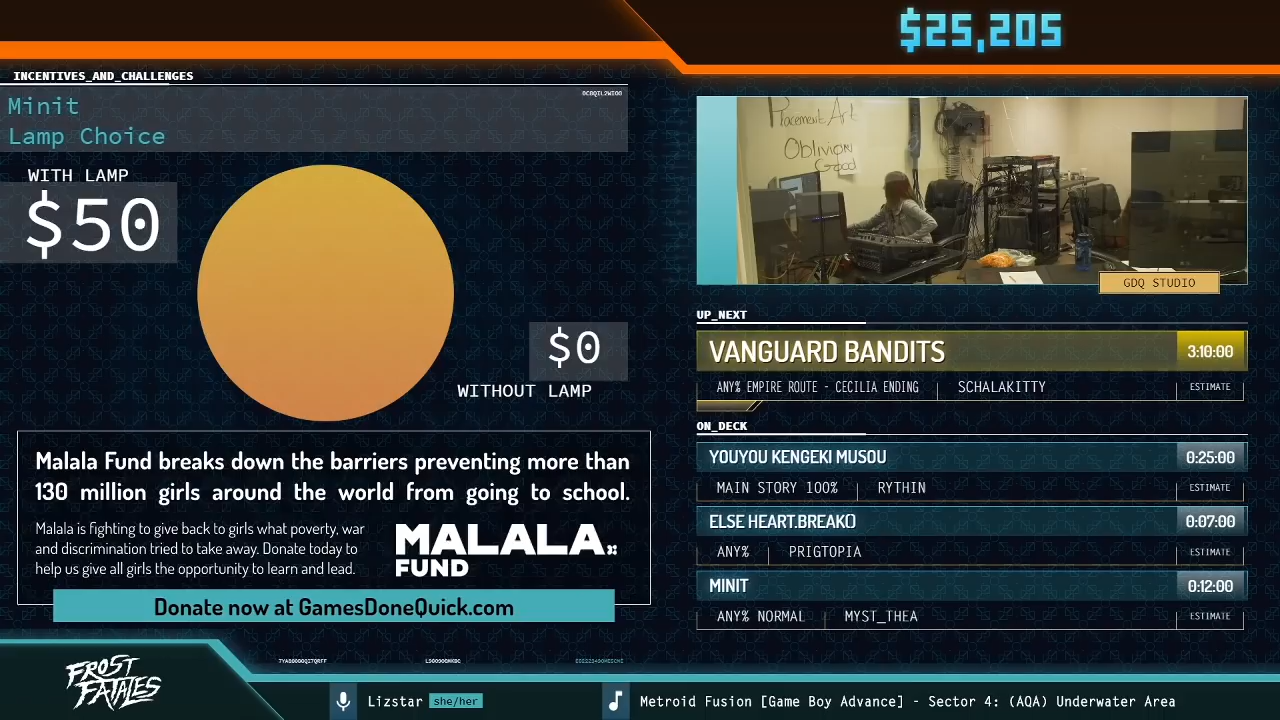 $25,205
INCENTIVES_AND_CHALLENGES
Minit
Lamp Choice
WITH LAMP
$50
$0
WITHOUT LAMP
Malala Fund breaks down the barriers preventing more than
130 million girls around the world from going to school.
Malala is fighting to give back to girls what poverty, war
and discrimination tried to take away. Donate today to
help us give all girls the opportunity to learn and lead.
MALALA
FUND
Donate now at GamesDoneQuick.com
Placement Art
Oblivion
Good
GDQ STUDIO
UP_NEXT
VANGUARD BANDITS 3:10:00
ANY% EMPIRE ROUTE - CECILIA ENDING SCHALAKITTY ESTIMATE
ON_DECK
YOUYOU KENGEKI MUSOU 0:25:00
MAIN STORY 100% RYTHIN ESTIMATE
ELSE HEART.BREAK() 0:07:00
ANY% PRIGTOPIA ESTIMATE
MINIT 0:12:00
ANY% NORMAL MYST_THEA ESTIMATE
FROST
FATALES
Lizstar she/her
Metroid Fusion [Game Boy Advance] - Sector 4: (AQA) Underwater Area